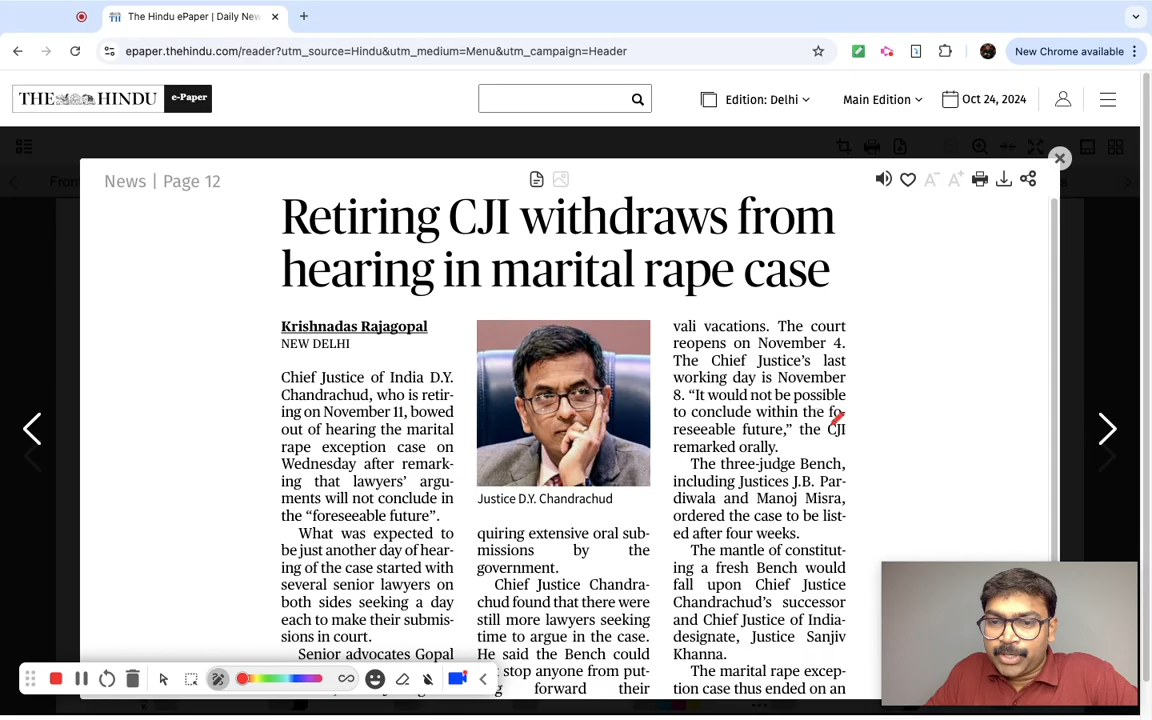 The Hindu ePaper | Daily New
epaper.thehindu.com/reader?utm_source=Hindu&utm_medium=Menu&utm_campaign=Header
New Chrome available
THE HINDU e-Paper
Edition: Delhi
Main Edition
Oct 24, 2024
News | Page 12
A-
A+
Retiring CJI withdraws from
hearing in marital rape case
Krishnadas Rajagopal
NEW DELHI
Chief Justice of India D.Y.
Chandrachud, who is retir-
ing on November 11, bowed
out of hearing the marital
rape exception case on
Wednesday after remark-
ing that lawyers' argu-
ments will not conclude in
the “foreseeable future”.
What was expected to
be just another day of hear-
ing of the case started with
several senior lawyers on
both sides seeking a day
each to make their submis-
sions in court.
Senior advocates Gopal
Justice D.Y. Chandrachud
quiring extensive oral sub-
missions by the
government.
Chief Justice Chandra-
chud found that there were
still more lawyers seeking
time to argue in the case.
He said the Bench could
stop anyone from put-
forward their
vali vacations. The court
reopens on November 4.
The Chief Justice's last
working day is November
8. “It would not be possible
to conclude within the fo-
reseeable future,” the CJI
remarked orally.
The three-judge Bench,
including Justices J.B. Par-
diwala and Manoj Misra,
ordered the case to be list-
ed after four weeks.
The mantle of constitut-
ing a fresh Bench would
fall upon Chief Justice
Chandrachud's successor
and Chief Justice of India-
designate, Justice Sanjiv
Khanna.
The marital rape excep-
tion case thus ended on an